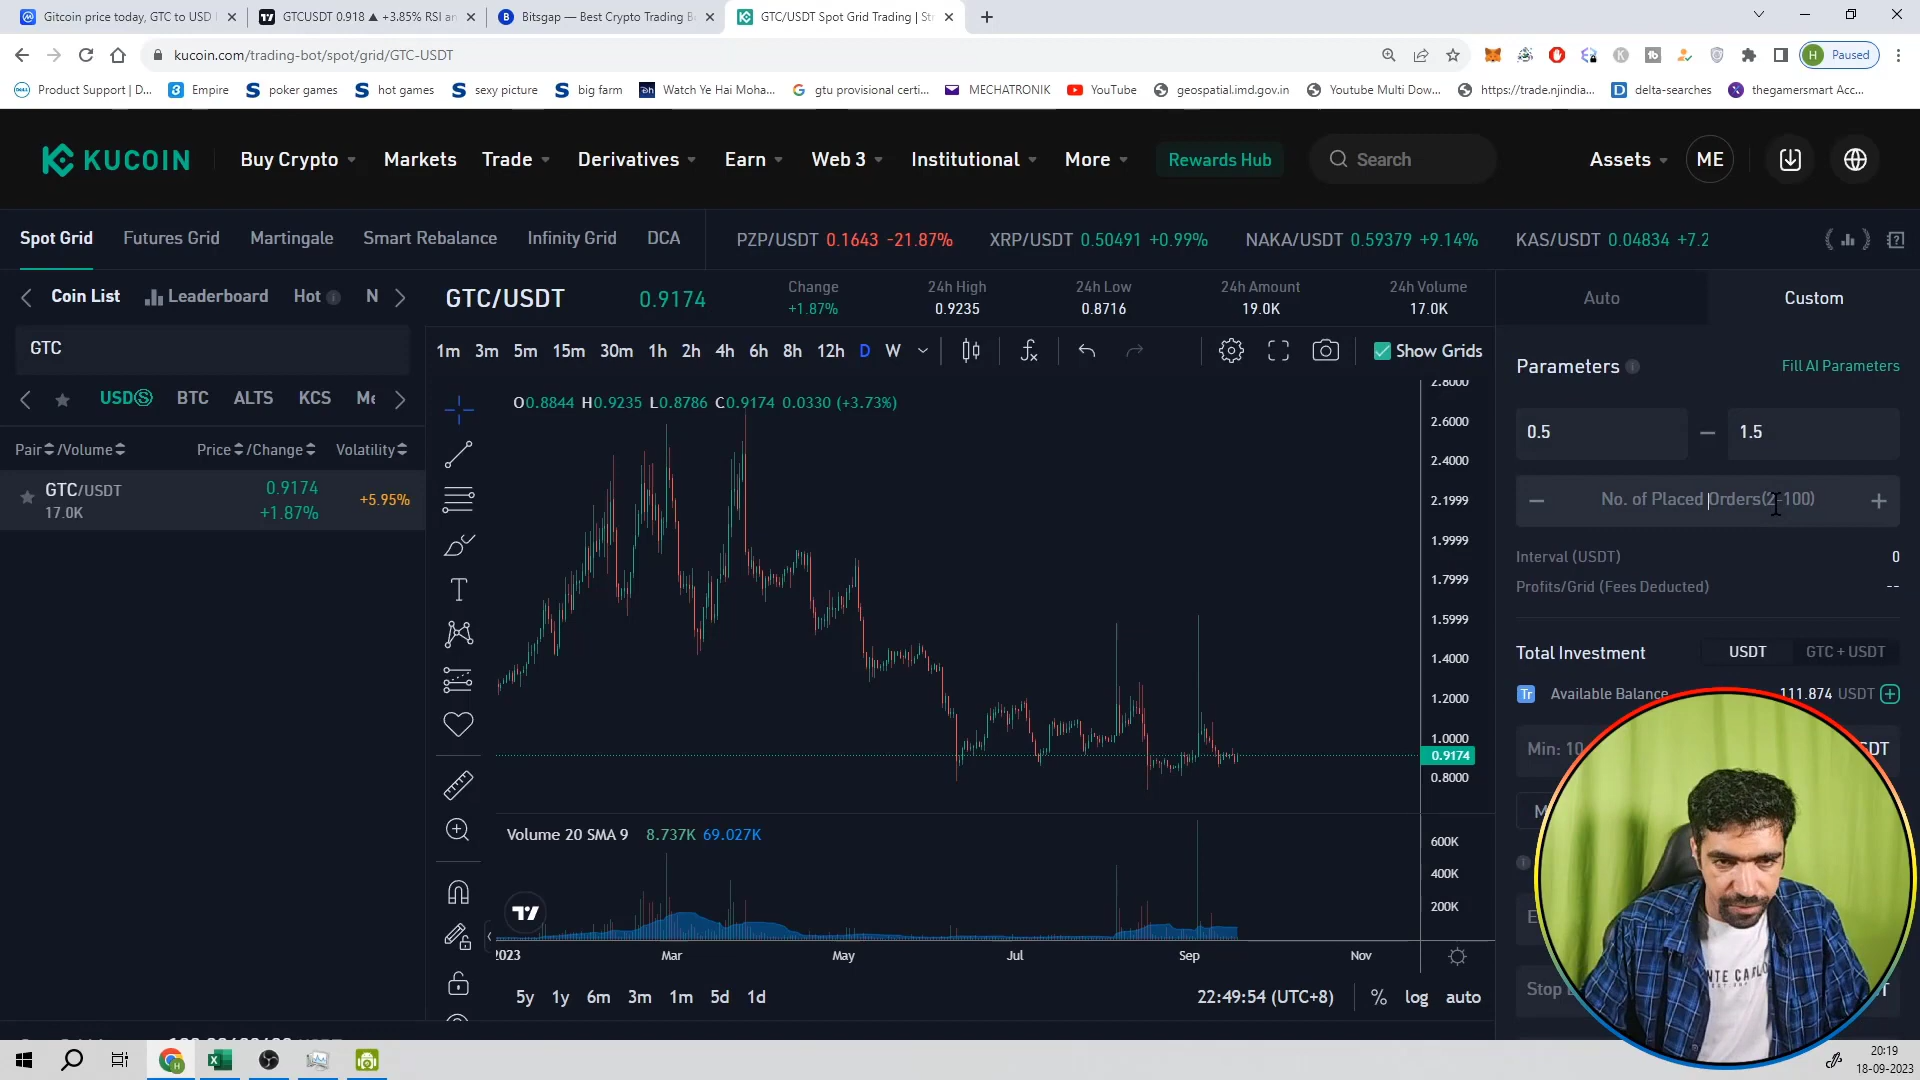 Gitcoin price today, GTC to USD
GTCUSDT 0.918 ▲ +3.85% RSI an
Bitsgap — Best Crypto Trading B
GTC/USDT Spot Grid Trading | Str
kucoin.com/trading-bot/spot/grid/GTC-USDT
H Paused
Product Support | D...
Empire
poker games
hot games
sexy picture
big farm
Watch Ye Hai Moha...
gtu provisional certi...
MECHATRONIK
YouTube
geospatial.imd.gov.in
Youtube Multi Dow...
https://trade.njindia...
delta-searches
thegamersmart Acc...
KUCOIN
Buy Crypto
Markets
Trade
Derivatives
Earn
Web 3
Institutional
More
Rewards Hub
Search
Assets
ME
Spot Grid
Futures Grid
Martingale
Smart Rebalance
Infinity Grid
DCA
PZP/USDT 0.1643 -21.87%
XRP/USDT 0.50491 +0.99%
NAKA/USDT 0.59379 +9.14%
KAS/USDT 0.04834 +7.2
Coin List
Leaderboard
Hot
N
GTC
USDⓈ
BTC
ALTS
KCS
Me
Pair /Volume
Price /Change
Volatility
GTC/USDT
17.0K
0.9174
+1.87%
+5.95%
GTC/USDT
0.9174
Change
+1.87%
24h High
0.9235
24h Low
0.8716
24h Amount
19.0K
24h Volume
17.0K
1m 3m 5m 15m 30m 1h 2h 4h 6h 8h 12h D W
Show Grids
O0.8844 H0.9235 L0.8786 C0.9174 0.0330 (+3.73%)
2.8000
2.6000
2.4000
2.1999
1.9999
1.7999
1.5999
1.4000
1.2000
1.0000
0.9174
0.8000
Volume 20 SMA 9 8.737K 69.027K
600K
400K
200K
2023
Mar
May
Jul
Sep
Nov
5y 1y 6m 3m 1m 5d 1d
22:49:54 (UTC+8)
% log auto
Auto
Custom
Parameters
Fill AI Parameters
0.5 — 1.5
No. of Placed Orders(2-100)
Interval (USDT) 0
Profits/Grid (Fees Deducted) --
Total Investment
USDT
GTC + USDT
Tr Available Balance 111.874 USDT
Min: 10
Stop
NTE CARLO
20:19
18-09-2023